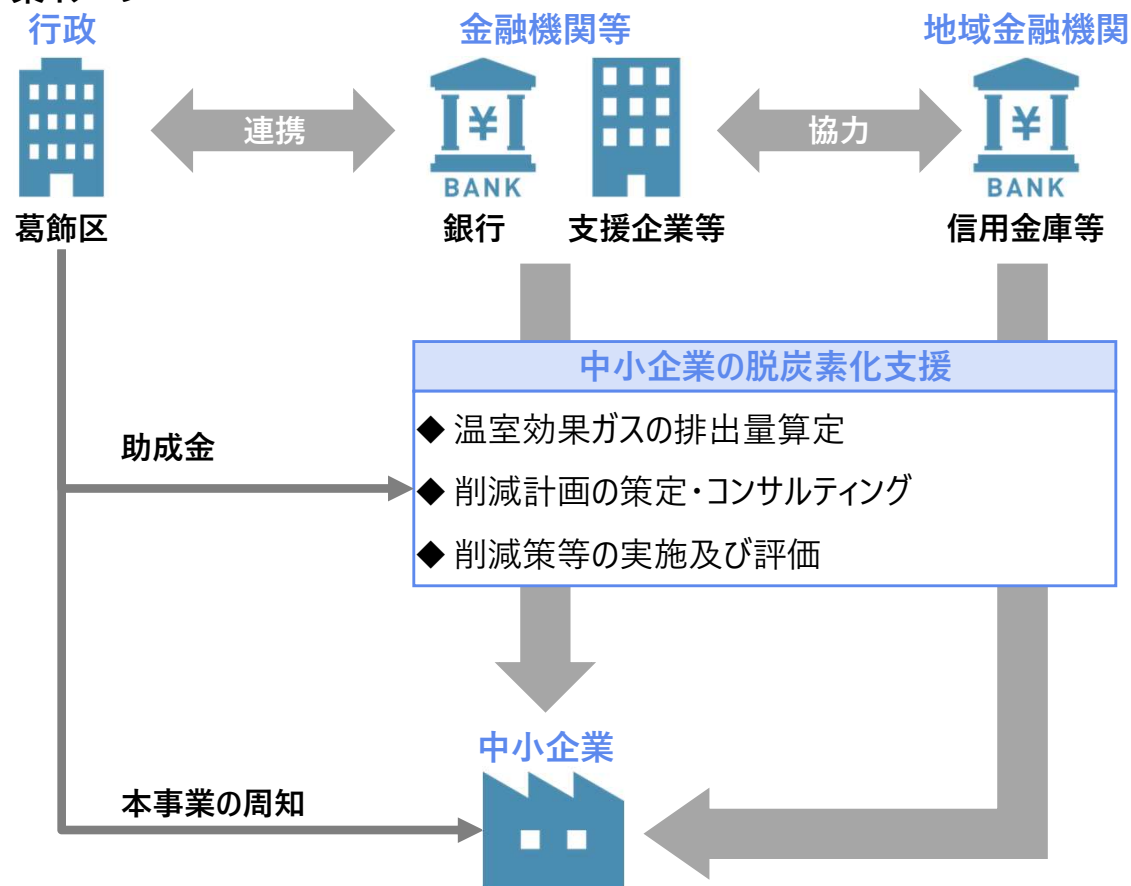 行政
金融機関等
地域金融機関
連携
協力
¥
¥
BANK
BANK
葛飾区
銀行
支援企業等
信用金庫等
中小企業の脱炭素化支援
◆ 温室効果ガスの排出量算定
助成金
◆ 削減計画の策定・コンサルティング
◆ 削減策等の実施及び評価
中小企業
本事業の周知